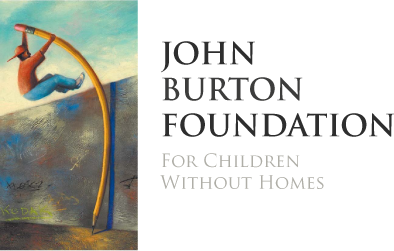 JOHN
BURTON
FOUNDATION
FOR CHILDREN
WITHOUT HOMES